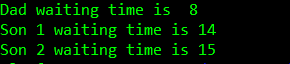 Dad waiting time is  8
Son 1 waiting time is 14
Son 2 waiting time is 15